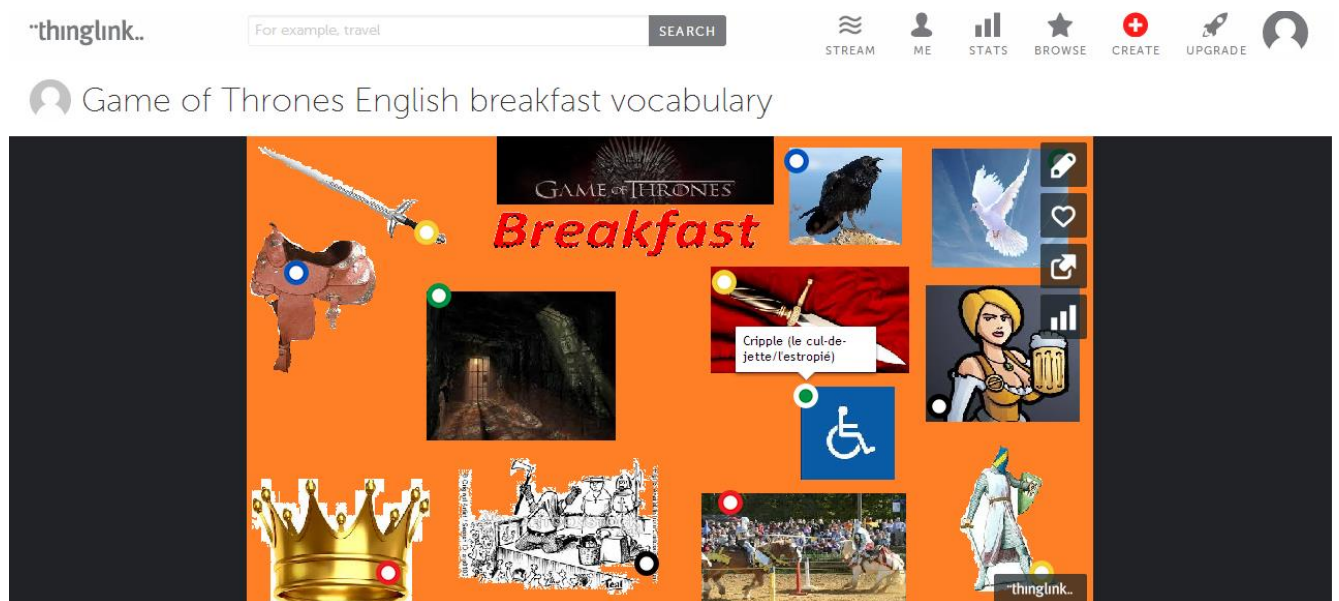 thinglink..
For example, travel
SEARCH
STREAM
ME
STATS
BROWSE
CREATE
UPGRADE
Game of Thrones English breakfast vocabulary
GAME OF THRONES
Breakfast
Cripple (le cul-de-
jette/l'estropié)
thinglink..